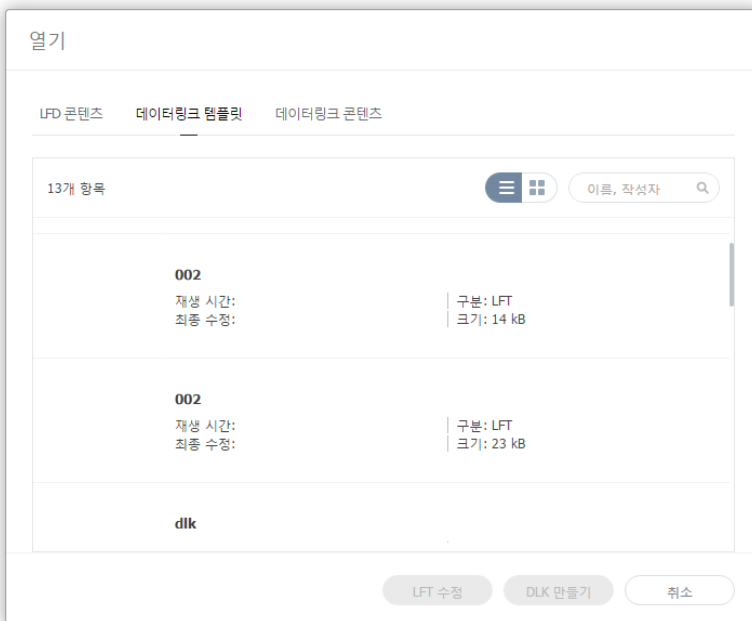 열기
LFD 콘텐츠 데이터링크 템플릿 데이터링크 콘텐츠
13개 항목 이름, 작성자
002
재생 시간: 구분: LFT
최종 수정: 크기: 14 kB
002
재생 시간: 구분: LFT
최종 수정: 크기: 23 kB
dlk
LFT 수정 DLK 만들기 취소